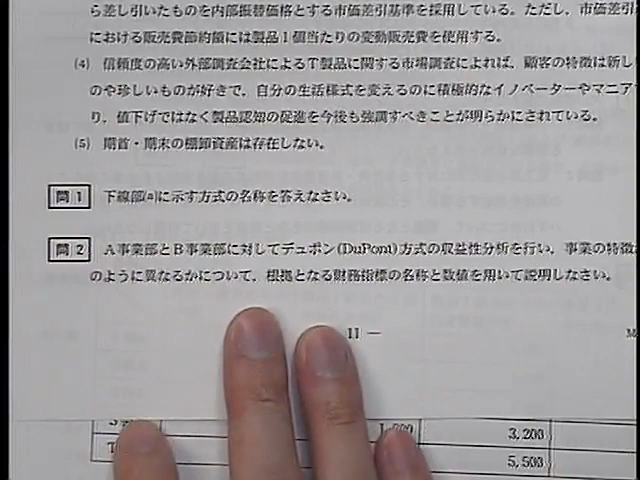 ら差し引いたものを内部振替価格とする市価差引基準を採用している。ただし，市価差引
における販売費節約額には製品1個当たりの変動販売費を使用する。
(4) 信頼度の高い外部調査会社によるT製品に関する市場調査によれば，顧客の特徴は新し
のや珍しいものが好きで，自分の生活様式を変えるのに積極的なイノベーターやマニア
り，値下げではなく製品認知の促進を今後も強調すべきことが明らかにされている。
(5) 期首・期末の棚卸資産は存在しない。
問1 下線部(a)に示す方式の名称を答えなさい。
問2 A事業部とB事業部に対してデュポン(DuPont)方式の収益性分析を行い，事業の特徴
のように異なるかについて，根拠となる財務指標の名称と数値を用いて説明しなさい。
11 —
3,200
5,500